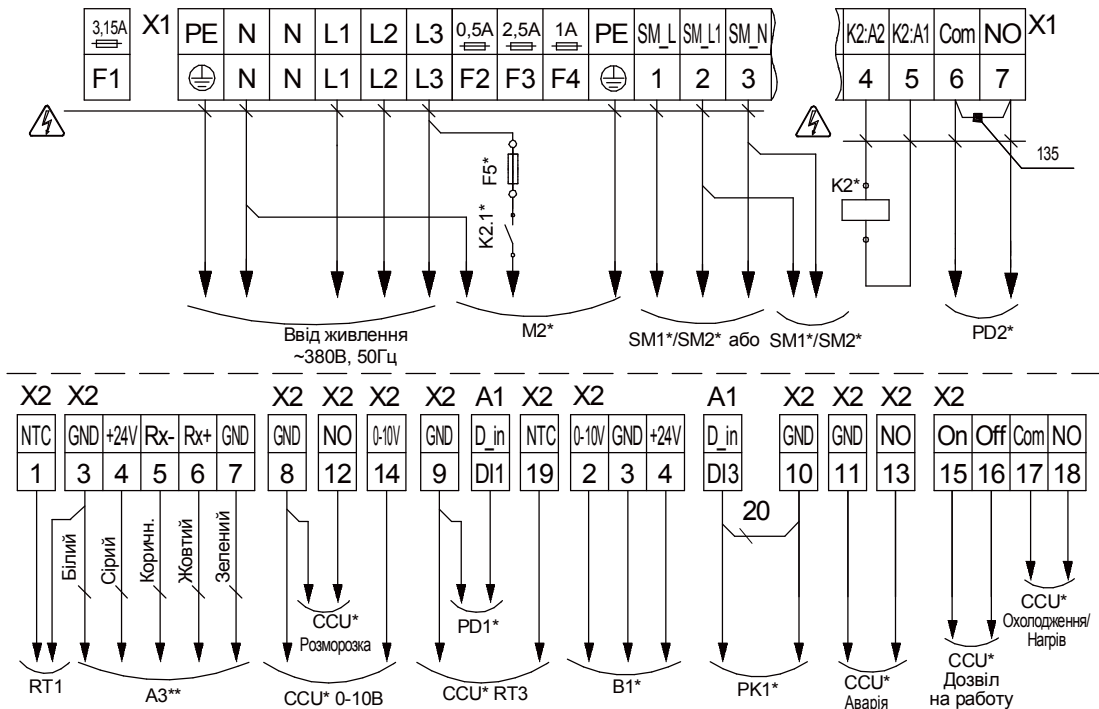 3,15A X1 PE N N L1 L2 L3 0,5A 2,5A 1A PE SM_L SM_L1 SM_N K2:A2 K2:A1 Com NO X1
F1 N N L1 L2 L3 F2 F3 F4 1 2 3 4 5 6 7
135
F5*
K2.1*
K2*
Ввід живлення
~380В, 50Гц
M2*
SM1*/SM2* або SM1*/SM2*
PD2*
X2 X2 X2 X2 X2 X2 A1 X2 X2 A1 X2 X2 X2 X2
NTC GND +24V Rx- Rx+ GND GND NO 0-10V GND D_in NTC 0-10V GND +24V D_in GND GND NO On Off Com NO
1 3 4 5 6 7 8 12 14 9 DI1 19 2 3 4 DI3 10 11 13 15 16 17 18
20
Білий
Сірий
Коричн.
Жовтий
Зелений
CCU*
Розморозка
PD1*
CCU*
Охолодження/
Нагрів
RT1
A3**
CCU* 0-10В
CCU* RT3
B1*
PK1*
CCU*
Аварія
CCU*
Дозвіл
на работу